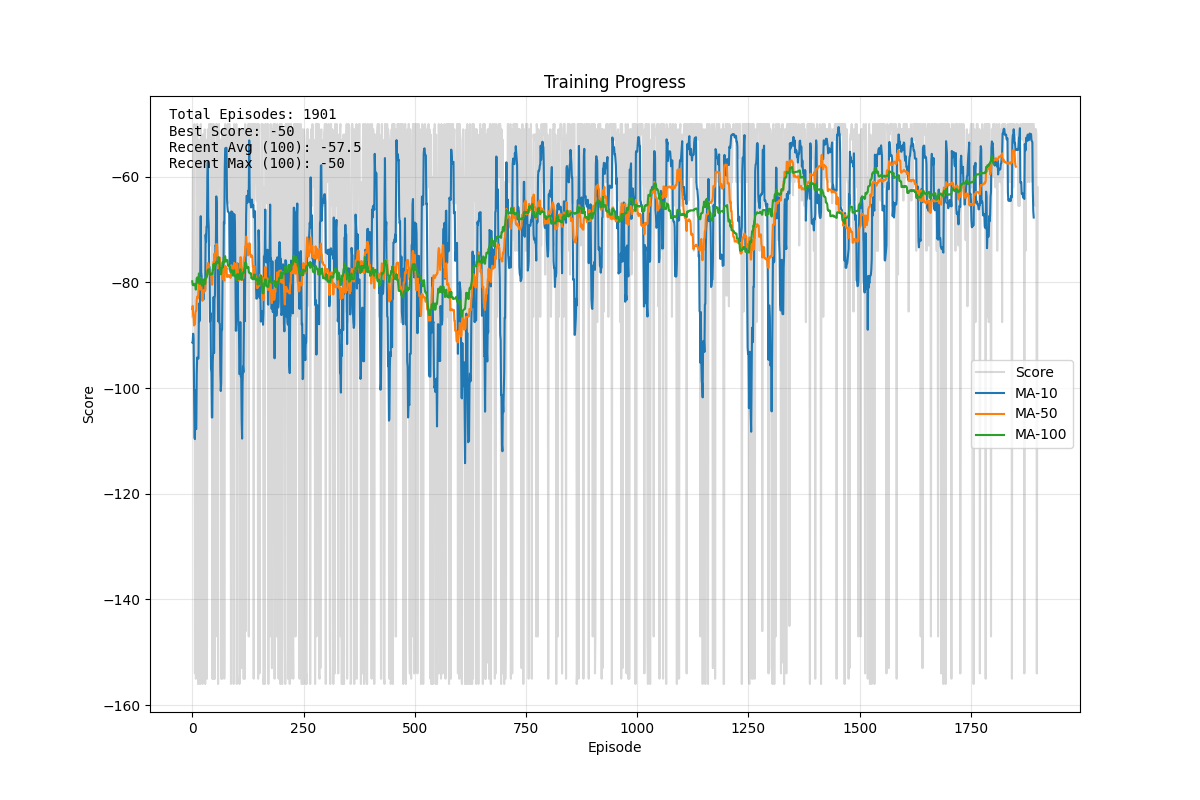 Training Progress
Total Episodes: 1901
Best Score: -50
Recent Avg (100): -57.5
Recent Max (100): -50
Score
−60
−80
−100
−120
−140
−160
Score
MA-10
MA-50
MA-100
0
250
500
750
1000
1250
1500
1750
Episode